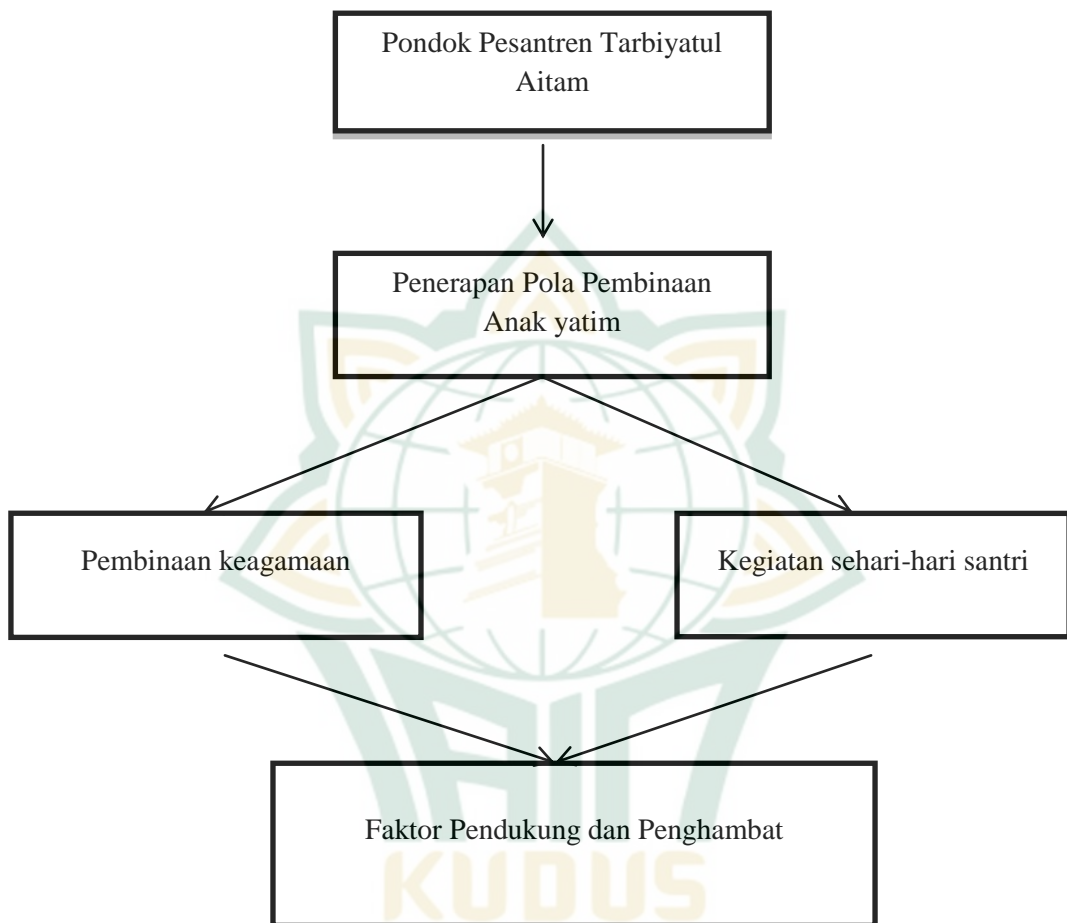 Pondok Pesantren Tarbiyatul
Aitam
Penerapan Pola Pembinaan
Anak yatim
Pembinaan keagamaan
Kegiatan sehari-hari santri
Faktor Pendukung dan Penghambat
IAIN
KUDUS